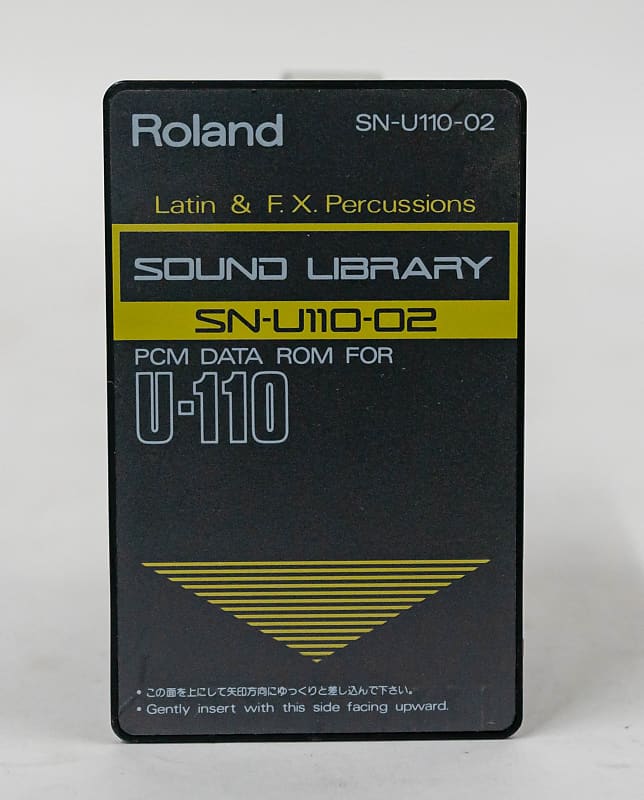 Roland SN-U110-02
Latin & F.X. Percussions
SOUND LIBRARY
SN-U110-02
PCM DATA ROM FOR
U-110
• この面を上にして矢印方向にゆっくりと差し込んで下さい。
• Gently insert with this side facing upward.